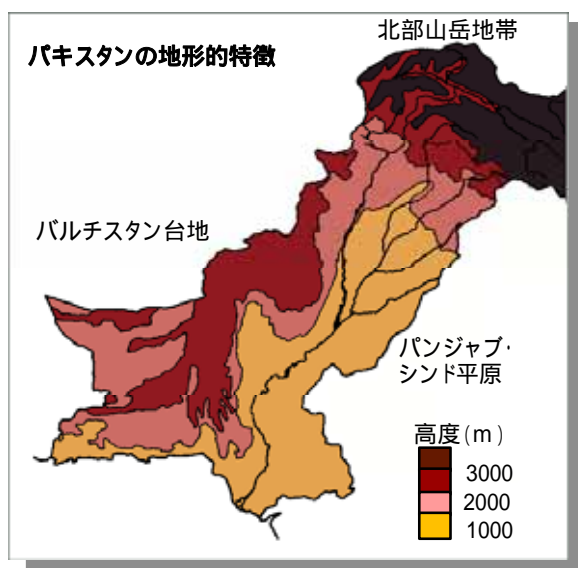 北部山岳地帯
パキスタンの地形的特徴
バルチスタン台地
パンジャブ・
シンド平原
高度(m)
3000
2000
1000